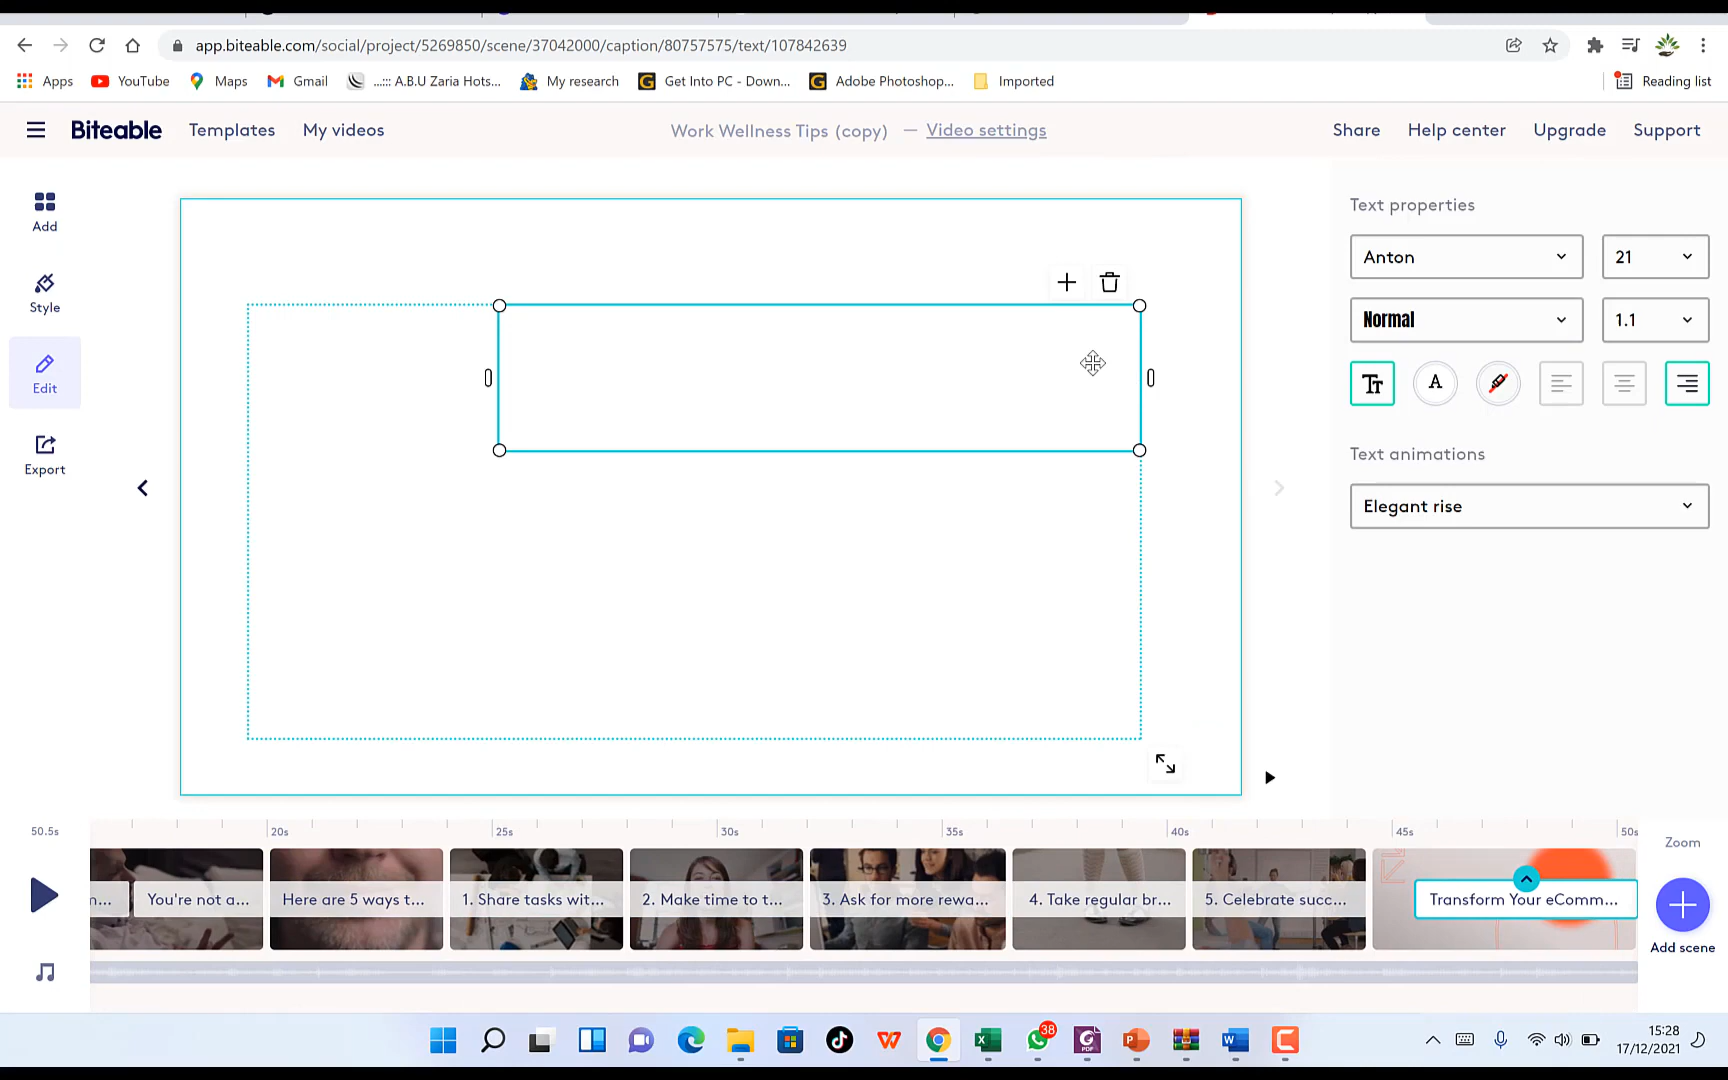 app.biteable.com/social/project/5269850/scene/37042000/caption/80757575/text/107842639
Apps
YouTube
Maps
Gmail
..:::: A.B.U Zaria Hots...
My research
Get Into PC - Down...
Adobe Photoshop...
Imported
Reading list
Biteable
Templates
My videos
Work Wellness Tips (copy)
— Video settings
Share
Help center
Upgrade
Support
Add
Style
Edit
Export
Text properties
Anton
21
Normal
1.1
Text animations
Elegant rise
50.5s
20s
25s
30s
35s
40s
45s
50s
Zoom
You're not a...
Here are 5 ways t...
1. Share tasks wit...
2. Make time to t...
3. Ask for more rewa...
4. Take regular br...
5. Celebrate succ...
Transform Your eComm...
Add scene
38
15:28
17/12/2021